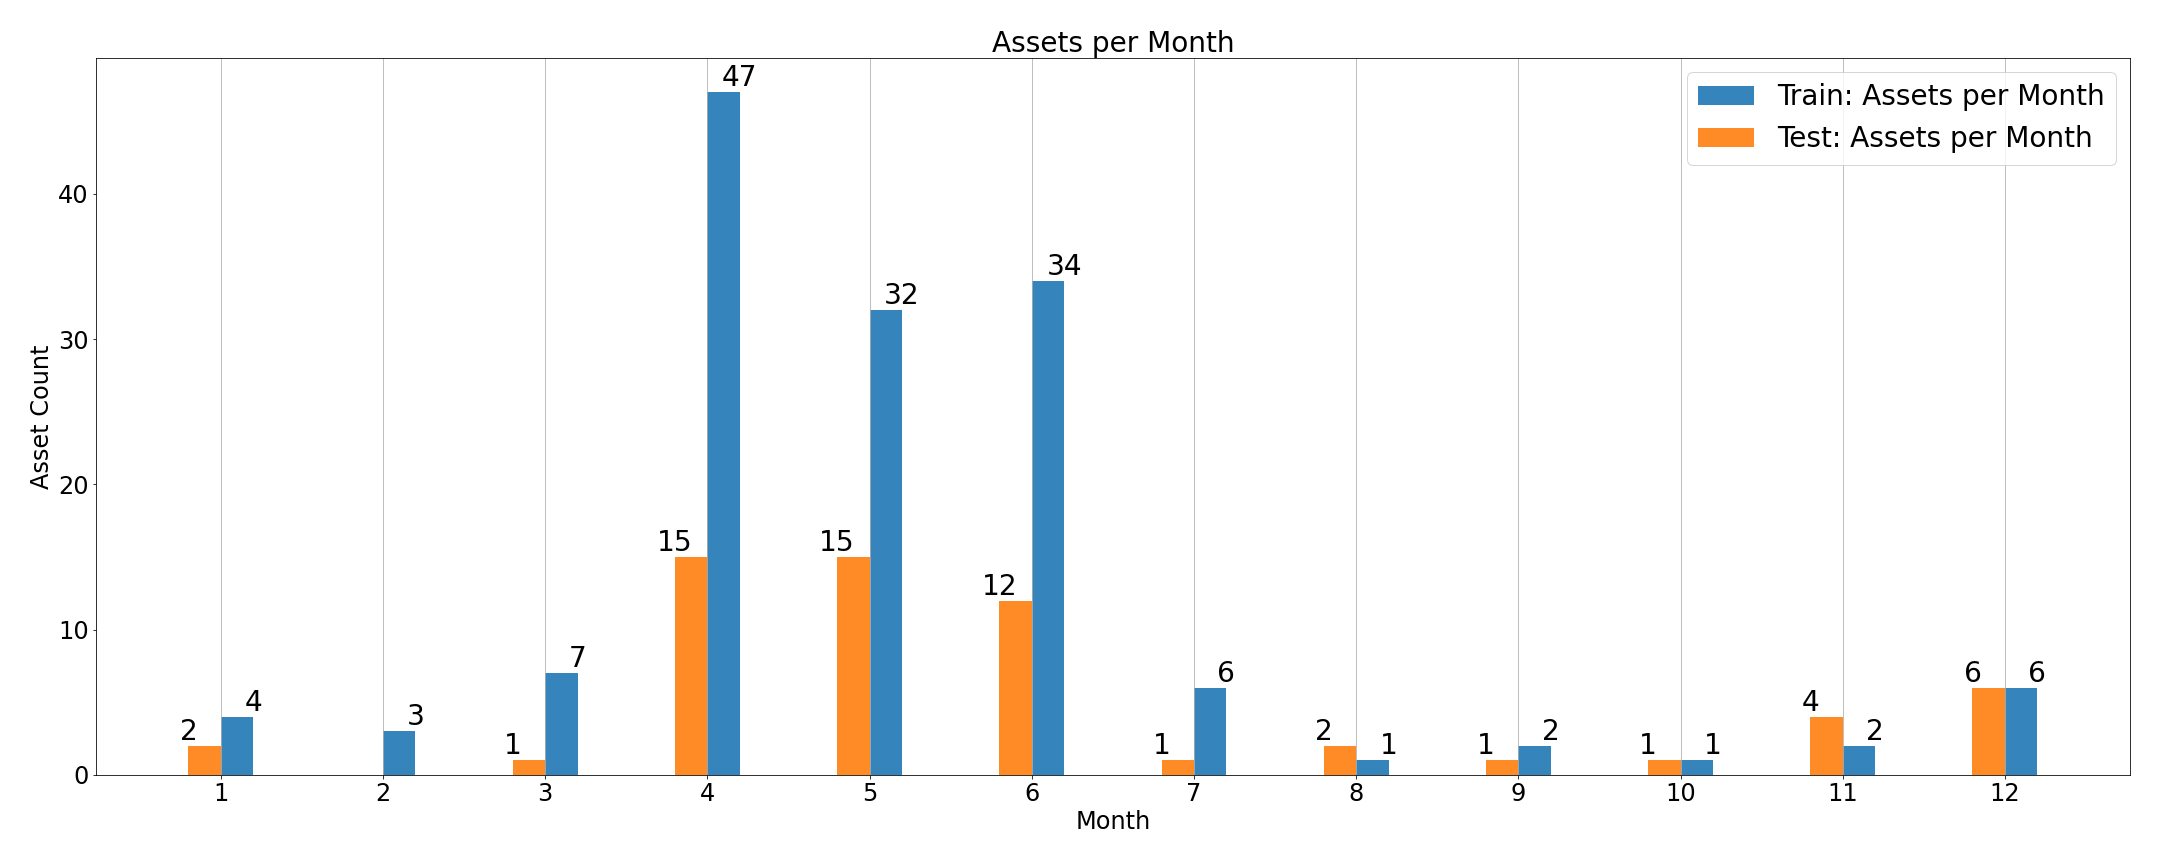 Assets per Month
Train: Assets per Month
Test: Assets per Month
Asset Count
40
30
20
10
0
2 4
3
1 7
15 47
15 32
12 34
1 6
2 1
1 2
1 1
4 2
6 6
1 2 3 4 5 6 7 8 9 10 11 12
Month